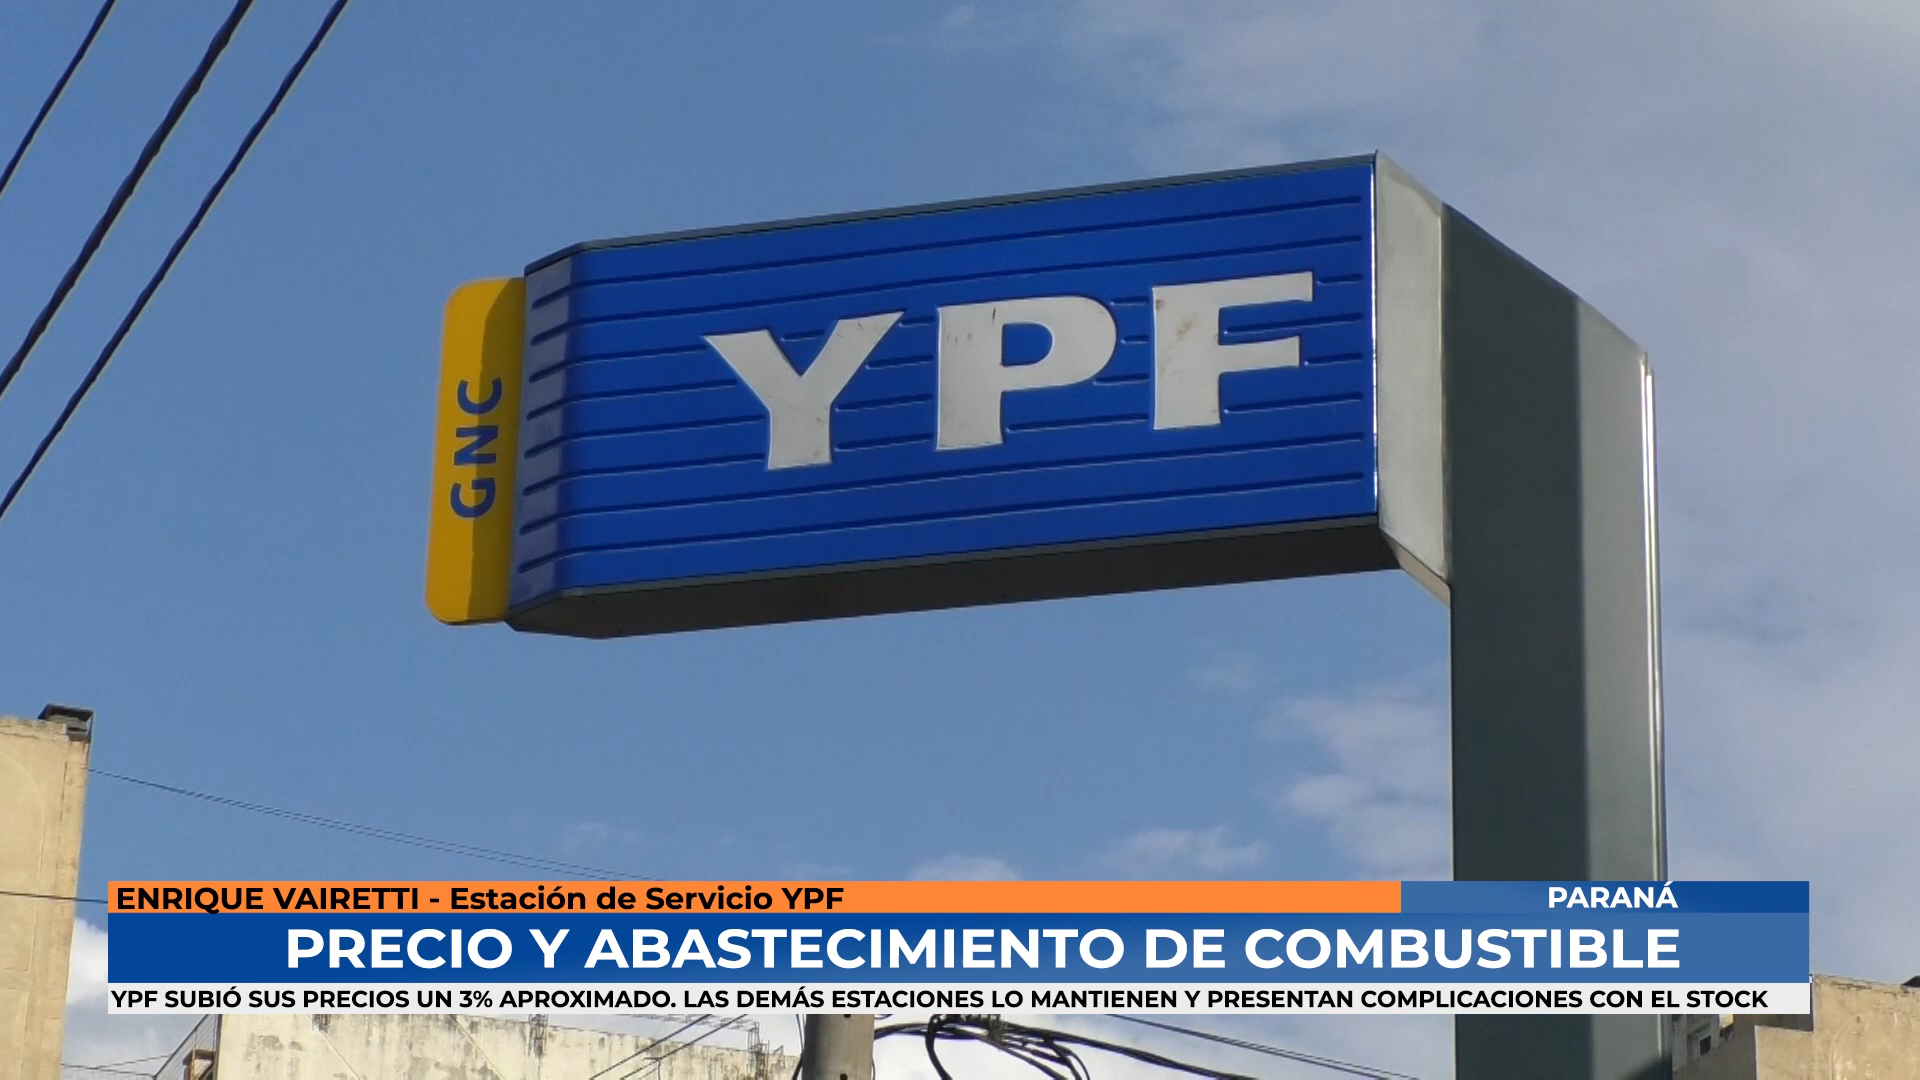 YPF
GNC
ENRIQUE VAIRETTI - Estación de Servicio YPF
PARANÁ
PRECIO Y ABASTECIMIENTO DE COMBUSTIBLE
YPF SUBIÓ SUS PRECIOS UN 3% APROXIMADO. LAS DEMÁS ESTACIONES LO MANTIENEN Y PRESENTAN COMPLICACIONES CON EL STOCK